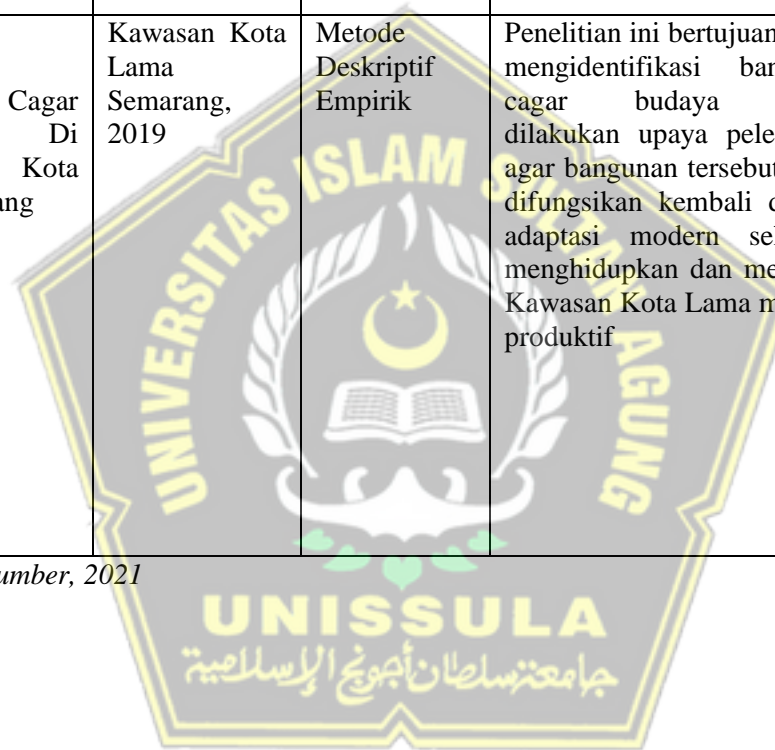 Cagar
Di
Kota
ang
Kawasan Kota
Lama
Semarang,
2019
Metode
Deskriptif
Empirik
Penelitian ini bertujuan
mengidentifikasi ban
cagar budaya
dilakukan upaya pele
agar bangunan tersebut
difungsikan kembali d
adaptasi modern sel
menghidupkan dan me
Kawasan Kota Lama m
produktif
umber, 2021
UNIVERSITAS ISLAM SULTAN AGUNG
UNISSULA
جامعة سلطان أجونج الإسلامية